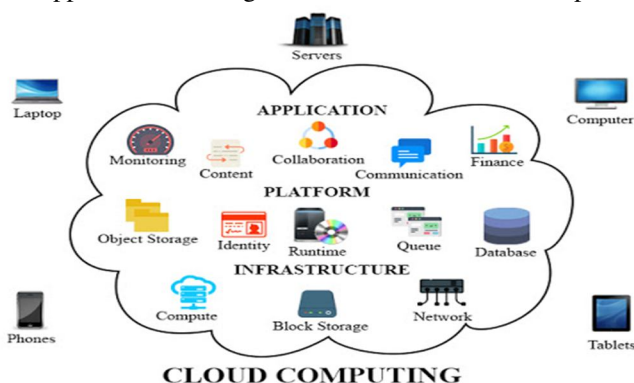 Servers
Laptop
Computer
APPLICATION
Monitoring
Content
Collaboration
Communication
Finance
PLATFORM
Object Storage
Identity
Runtime
Queue
Database
INFRASTRUCTURE
Compute
Block Storage
Network
Phones
Tablets
CLOUD COMPUTING